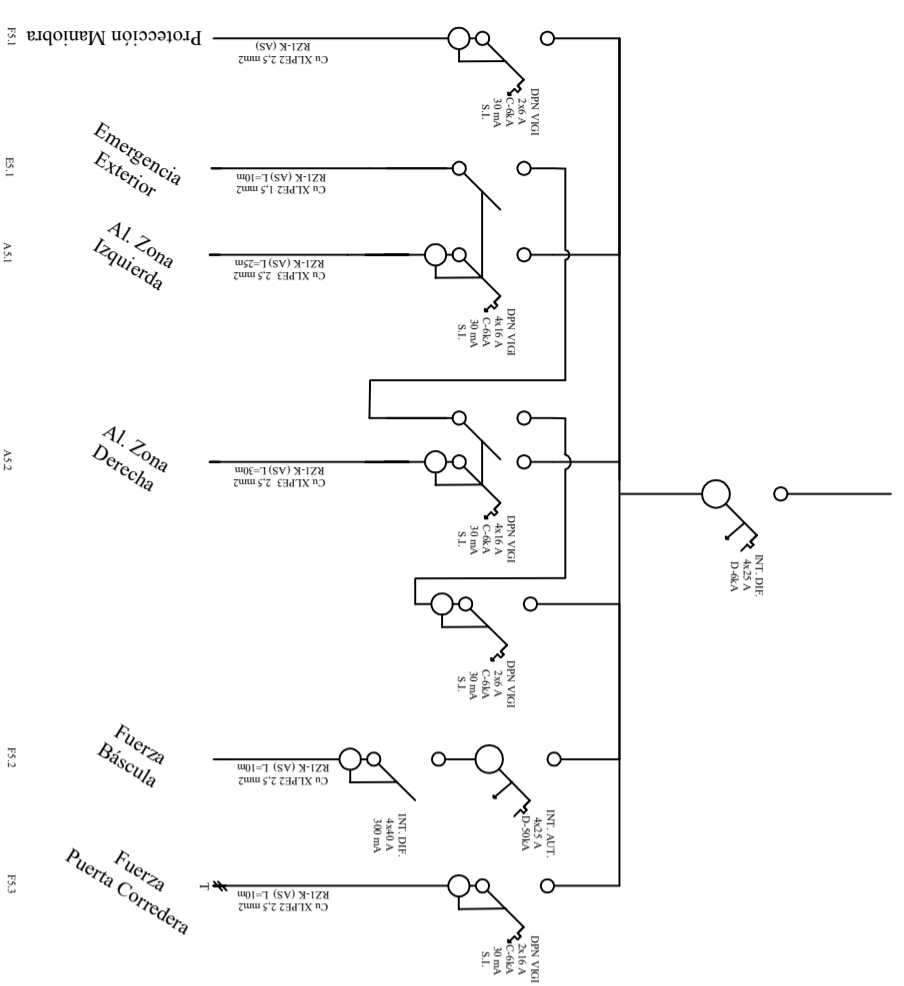 F5.1
Protección Maniobra
Cu XLPE2 2,5 mm2
RZ1-K (AS)
DPN VIGI
2x6 A
C-6kA
30 mA
S.I.
E5.1
Emergencia
Exterior
Cu XLPE2 1,5 mm2
RZ1-K (AS) L=10m
A5.1
Al. Zona
Izquierda
Cu XLPE3 2,5 mm2
RZ1-K (AS) L=25m
DPN VIGI
4x16 A
C-6kA
30 mA
S.I.
A5.2
Al. Zona
Derecha
Cu XLPE3 2,5 mm2
RZ1-K (AS) L=30m
DPN VIGI
4x16 A
C-6kA
30 mA
S.I.
INT. DIF.
4x25 A
D-6kA
DPN VIGI
2x6 A
C-6kA
30 mA
S.I.
F5.2
Fuerza
Báscula
Cu XLPE2 2,5 mm2
RZ1-K (AS) L=10m
INT. DIF.
4x40 A
300 mA
INT. AUT.
4x25 A
D-50kA
F5.3
Fuerza
Puerta Corredera
T
Cu XLPE2 2,5 mm2
RZ1-K (AS) L=10m
DPN VIGI
2x16 A
C-6kA
30 mA
S.I.